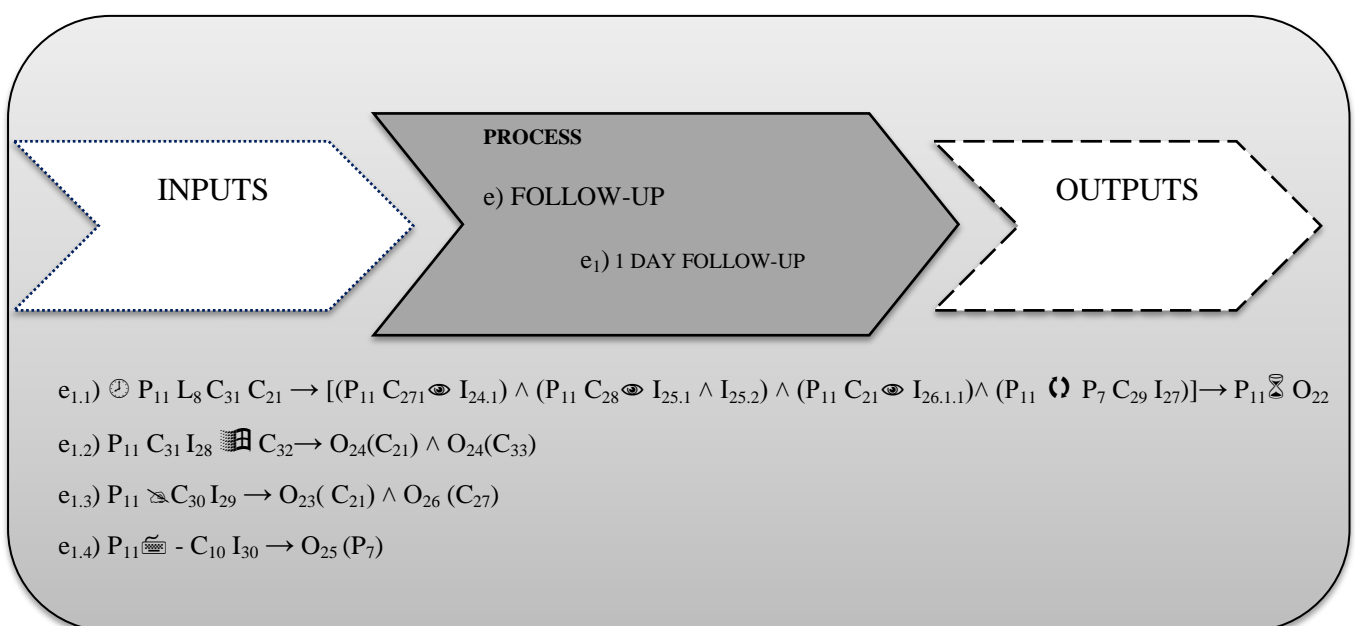 INPUTS
PROCESS
e) FOLLOW-UP
e₁) 1 DAY FOLLOW-UP
OUTPUTS
e₁.₁) 🕗 P₁₁ L₈ C₃₁ C₂₁ → [(P₁₁ C₂₇₁👁 I₂₄.₁) ∧ (P₁₁ C₂₈👁 I₂₅.₁ ∧ I₂₅.₂) ∧ (P₁₁ C₂₁👁 I₂₆.₁.₁)∧ (P₁₁ 🗘 P₇ C₂₉ I₂₇)]→ P₁₁⌛ O₂₂
e₁.₂) P₁₁ C₃₁ I₂₈ 🪟 C₃₂→ O₂₄(C₂₁) ∧ O₂₄(C₃₃)
e₁.₃) P₁₁ ✎C₃₀ I₂₉ → O₂₃( C₂₁) ∧ O₂₆ (C₂₇)
e₁.₄) P₁₁🖮 - C₁₀ I₃₀ → O₂₅ (P₇)